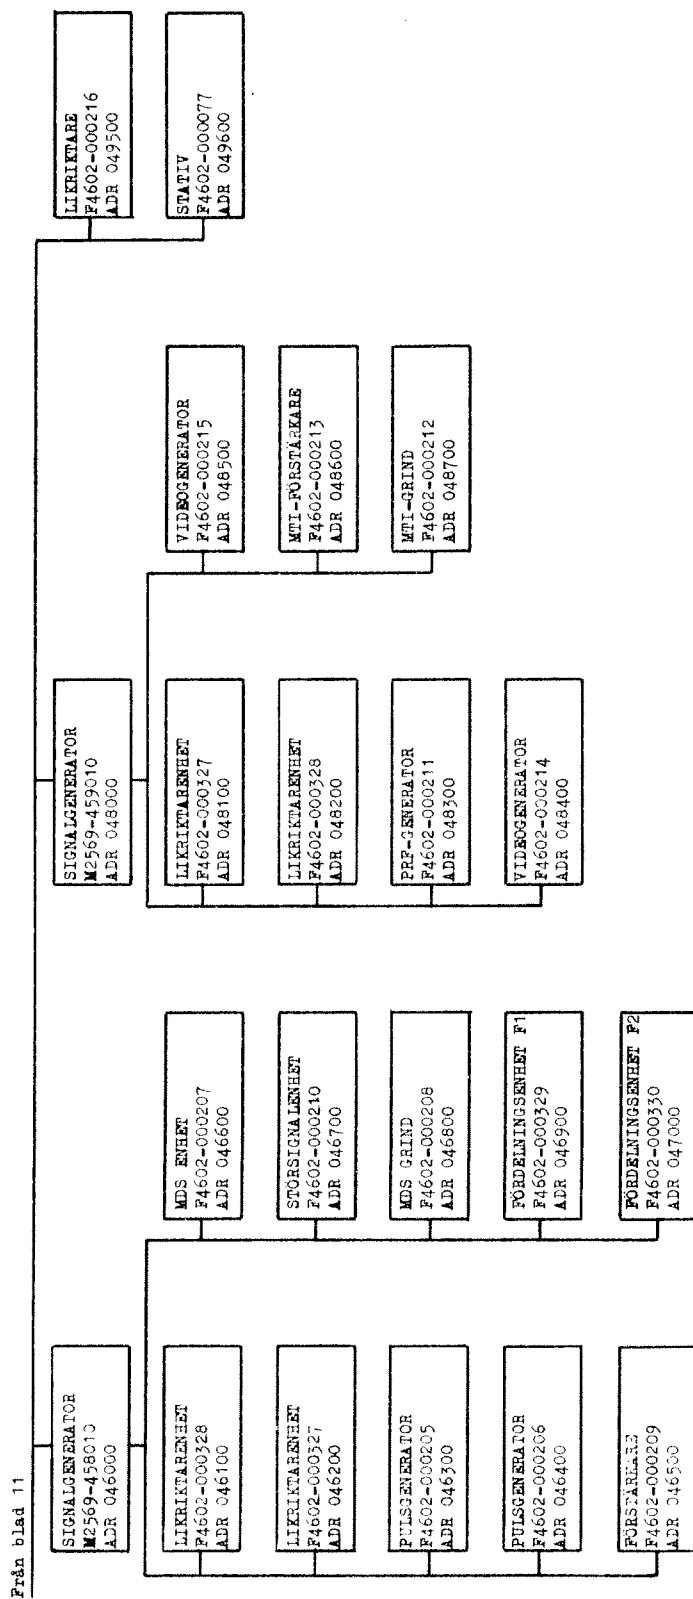 Från blad 11
SIGNALGENERATOR
M2569-458010
ADR 046000
LIKRIKTARENHET
F4602-000328
ADR 046100
LIKRIKTARENHET
F4602-000327
ADR 046200
PULSGENERATOR
F4602-000205
ADR 046300
PULSGENERATOR
F4602-000206
ADR 046400
FÖRSTÄRKARE
F4602-000209
ADR 046500
MDS ENHET
F4602-000207
ADR 046600
STÖRSIGNALENHET
F4602-000210
ADR 046700
MDS GRIND
F4602-000208
ADR 046800
FÖRDELNINGSENHET F1
F4602-000329
ADR 046900
FÖRDELNINGSENHET F2
F4602-000330
ADR 047000
SIGNALGENERATOR
M2569-459010
ADR 048000
LIKRIKTARENHET
F4602-000327
ADR 048100
LIKRIKTARENHET
F4602-000328
ADR 048200
PRF-GENERATOR
F4602-000211
ADR 048300
VIDEOGENERATOR
F4602-000214
ADR 048400
VIDEOGENERATOR
F4602-000215
ADR 048500
MTI-FÖRSTÄRKARE
F4602-000213
ADR 048600
MTI-GRIND
F4602-000212
ADR 048700
LIKRIKTARE
F4602-000216
ADR 049500
STATIV
F4602-000077
ADR 049600